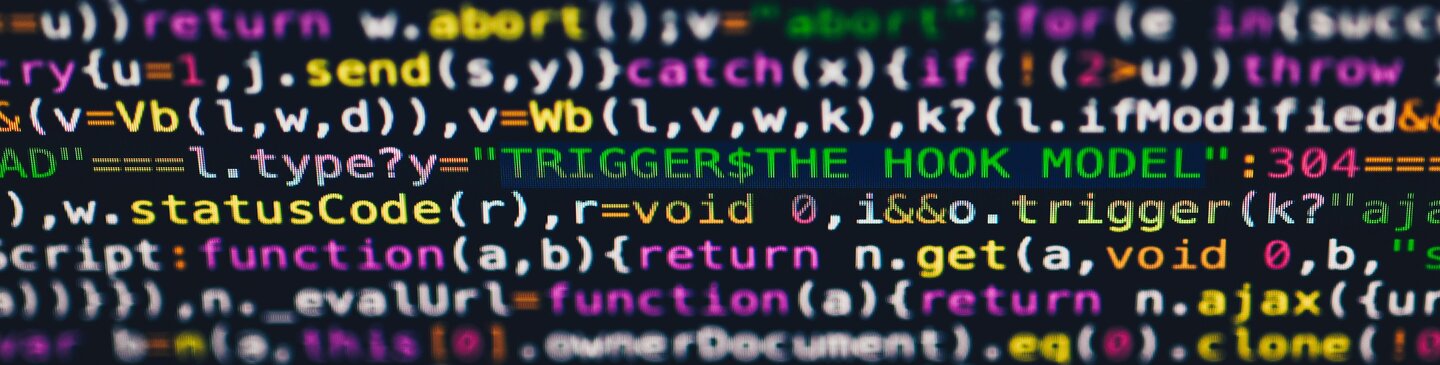 ==u))return w.abort();v="abort";for(e in(succ
try{u=1,j.send(s,y)}catch(x){if(!(2>u))throw
&(v=Vb(l,w,d)),v=Wb(l,v,w,k),k?(l.ifModified&&
AD"===l.type?y="TRIGGER$THE HOOK MODEL":304===
),w.statusCode(r),r=void 0,i&&o.trigger(k?"aja
Script:function(a,b){return n.get(a,void 0,b,"s
a))}}),n._evalUrl=function(a){return n.ajax({ur
var b=n(a,this[0].ownerDocument).eq(0).clone(!0